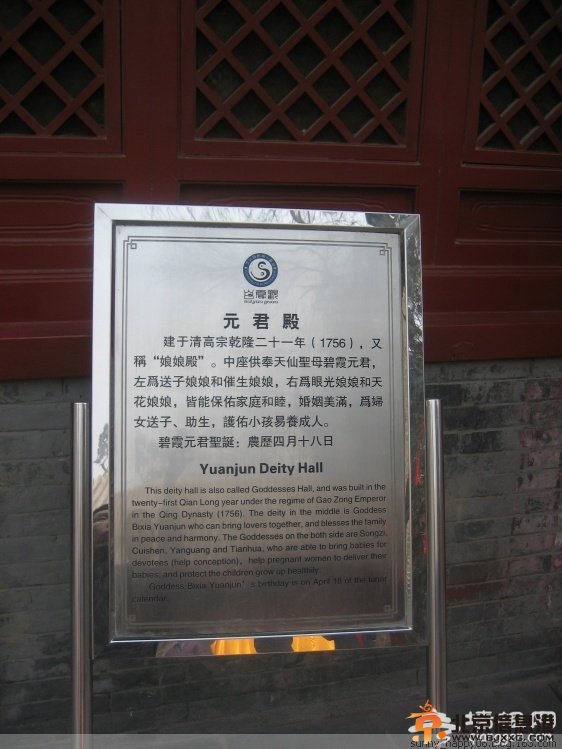 白雲觀
元君殿
建于清高宗乾隆二十一年（1756），又
稱“娘娘殿”。中座供奉天仙聖母碧霞元君，
左爲送子娘娘和催生娘娘，右爲眼光娘娘和天
花娘娘，皆能保佑家庭和睦，婚姻美滿，爲婦
女送子、助生，護佑小孩易養成人。
碧霞元君聖誕：農歷四月十八日
Yuanjun Deity Hall
This deity hall is also called Goddesses Hall, and was built in the
twenty-first Qian Long year under the regime of Gao Zong Emperor
in the Qing Dynasty (1756). The deity in the middle is Goddess
Bixia Yuanjun who can bring lovers together, and blesses the family
in peace and harmony. The Goddesses on the both side are Songzi,
Cuishen, Yanguang and Tianhua, who are able to bring babies for
devotees (help conception), help pregnant women to deliver their
babies, and protect the children grow up healthily.
Goddess Bixia Yuanjun's birthday is on April 18 of the lunar
calendar.
WWW.BJXXG.COM